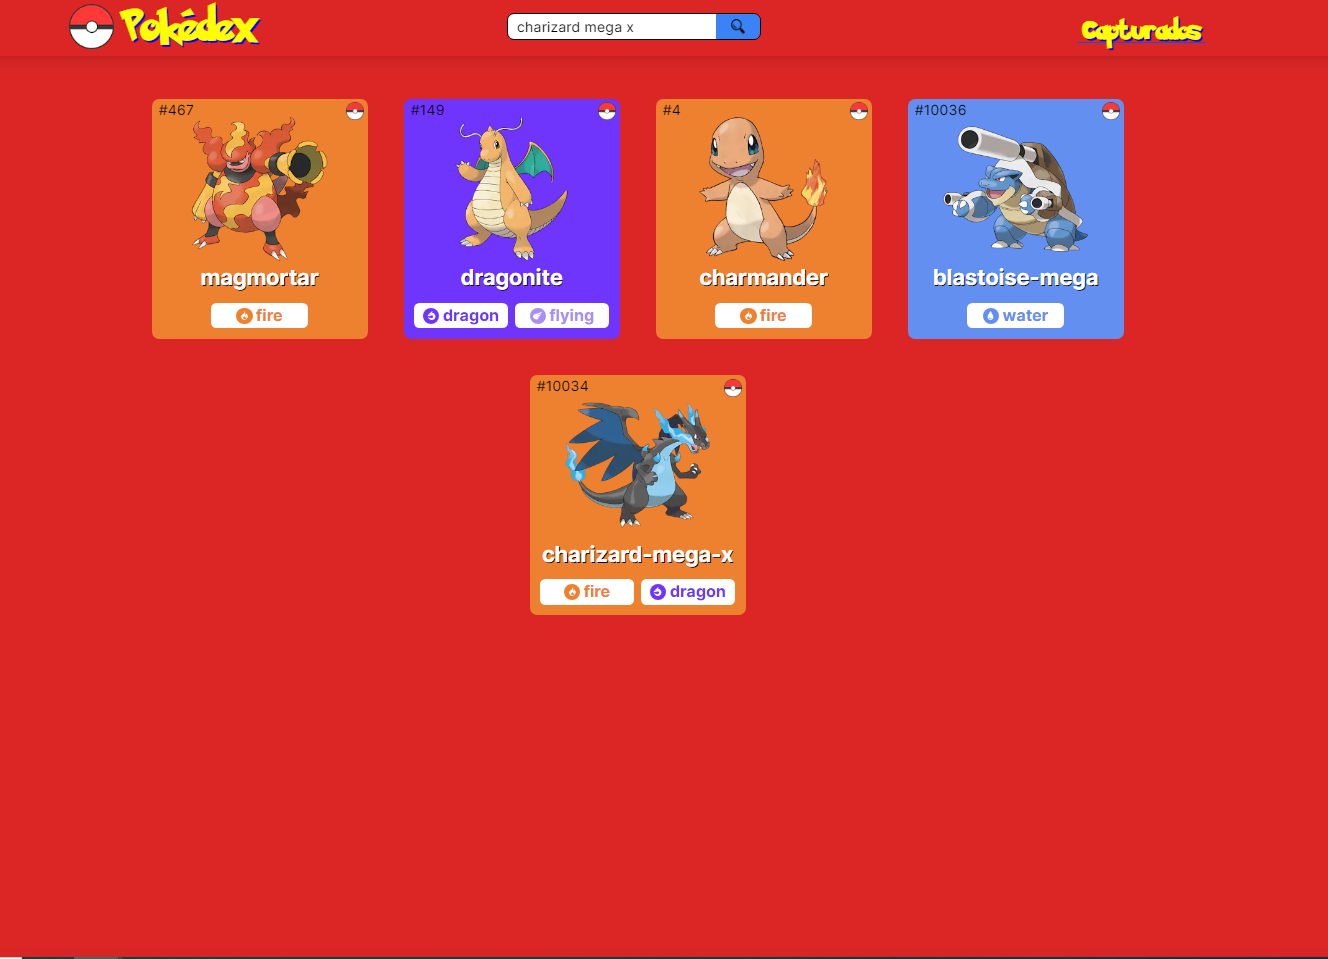 Pokédex
charizard mega x
Capturados
#467
magmortar
fire
#149
dragonite
dragon flying
#4
charmander
fire
#10036
blastoise-mega
water
#10034
charizard-mega-x
fire dragon